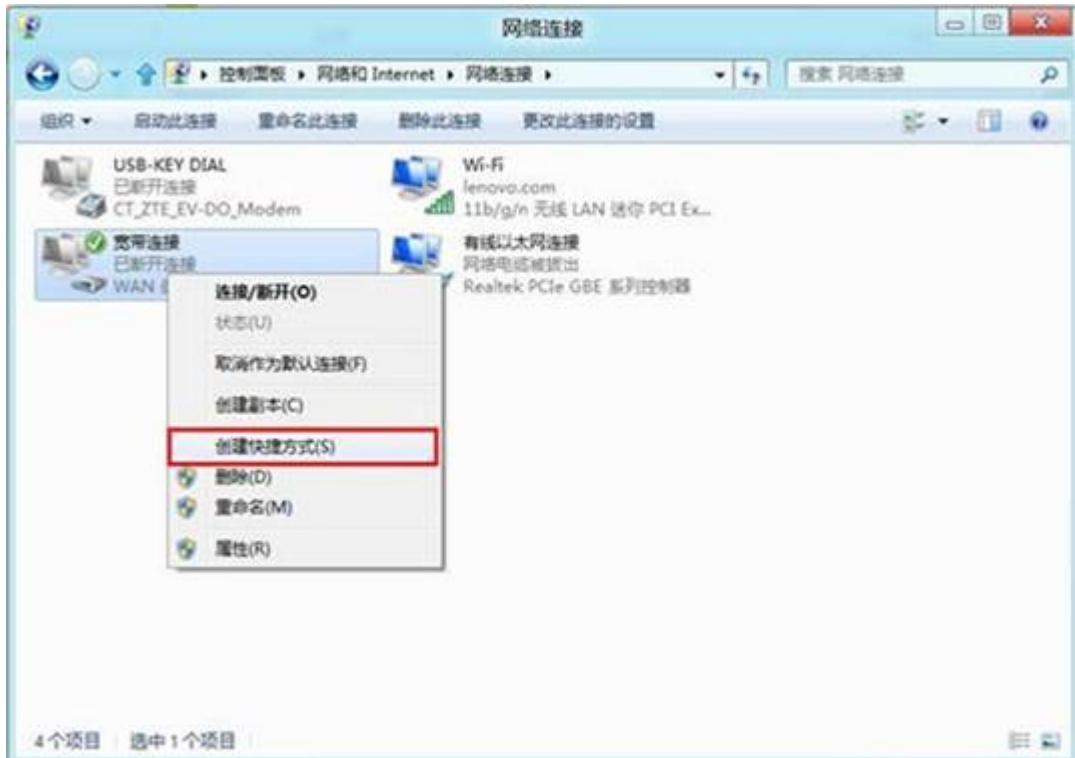 网络连接
控制面板 网络和 Internet 网络连接
搜索 网络连接
组织 启动此连接 重命名此连接 删除此连接 更改此连接的设置
USB-KEY DIAL
已断开连接
CT_ZTE_EV-DO_Modem
Wi-Fi
lenovo.com
11b/g/n 无线 LAN 迷你 PCI Ex...
宽带连接
已断开连接
WAN
有线以太网连接
网络电缆被拔出
Realtek PCIe GBE 系列控制器
连接/断开(O)
状态(U)
取消作为默认连接(F)
创建副本(C)
创建快捷方式(S)
删除(D)
重命名(M)
属性(R)
4 个项目 选中 1 个项目